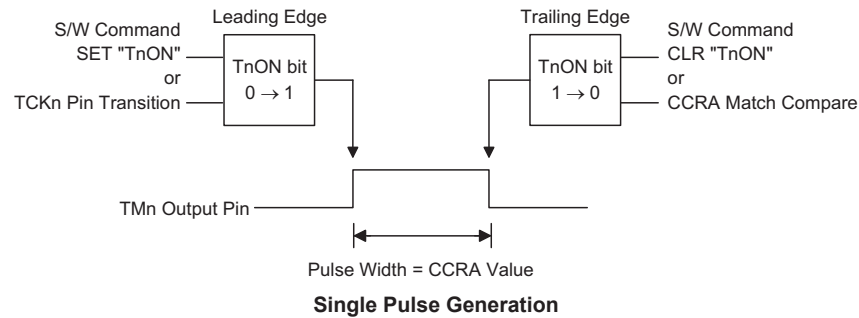 Leading Edge
S/W Command
SET "TnON"
or
TCKn Pin Transition
TnON bit
0 → 1
Trailing Edge
TnON bit
1 → 0
S/W Command
CLR "TnON"
or
CCRA Match Compare
TMn Output Pin
Pulse Width = CCRA Value
Single Pulse Generation